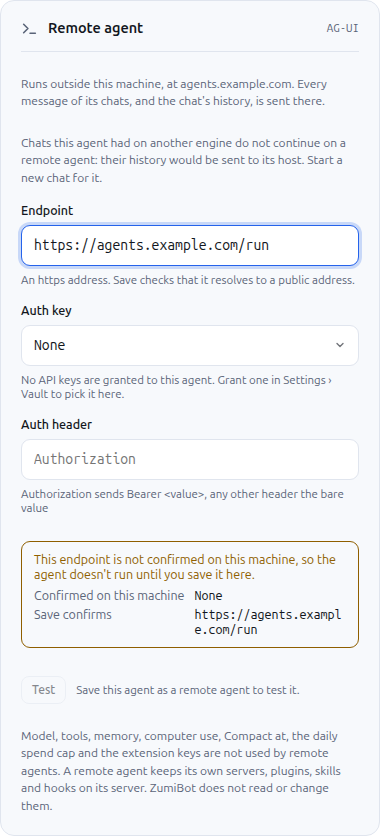 Remote agent
AG-UI
Runs outside this machine, at agents.example.com. Every
message of its chats, and the chat's history, is sent there.
Chats this agent had on another engine do not continue on a
remote agent: their history would be sent to its host. Start a
new chat for it.
Endpoint
https://agents.example.com/run
An https address. Save checks that it resolves to a public address.
Auth key
None
No API keys are granted to this agent. Grant one in Settings ›
Vault to pick it here.
Auth header
Authorization
Authorization sends Bearer <value>, any other header the bare
value
This endpoint is not confirmed on this machine, so the
agent doesn't run until you save it here.
Confirmed on this machine None
Save confirms https://agents.exampl
e.com/run
Test Save this agent as a remote agent to test it.
Model, tools, memory, computer use, Compact at, the daily
spend cap and the extension keys are not used by remote
agents. A remote agent keeps its own servers, plugins, skills
and hooks on its server. ZumiBot does not read or change
them.